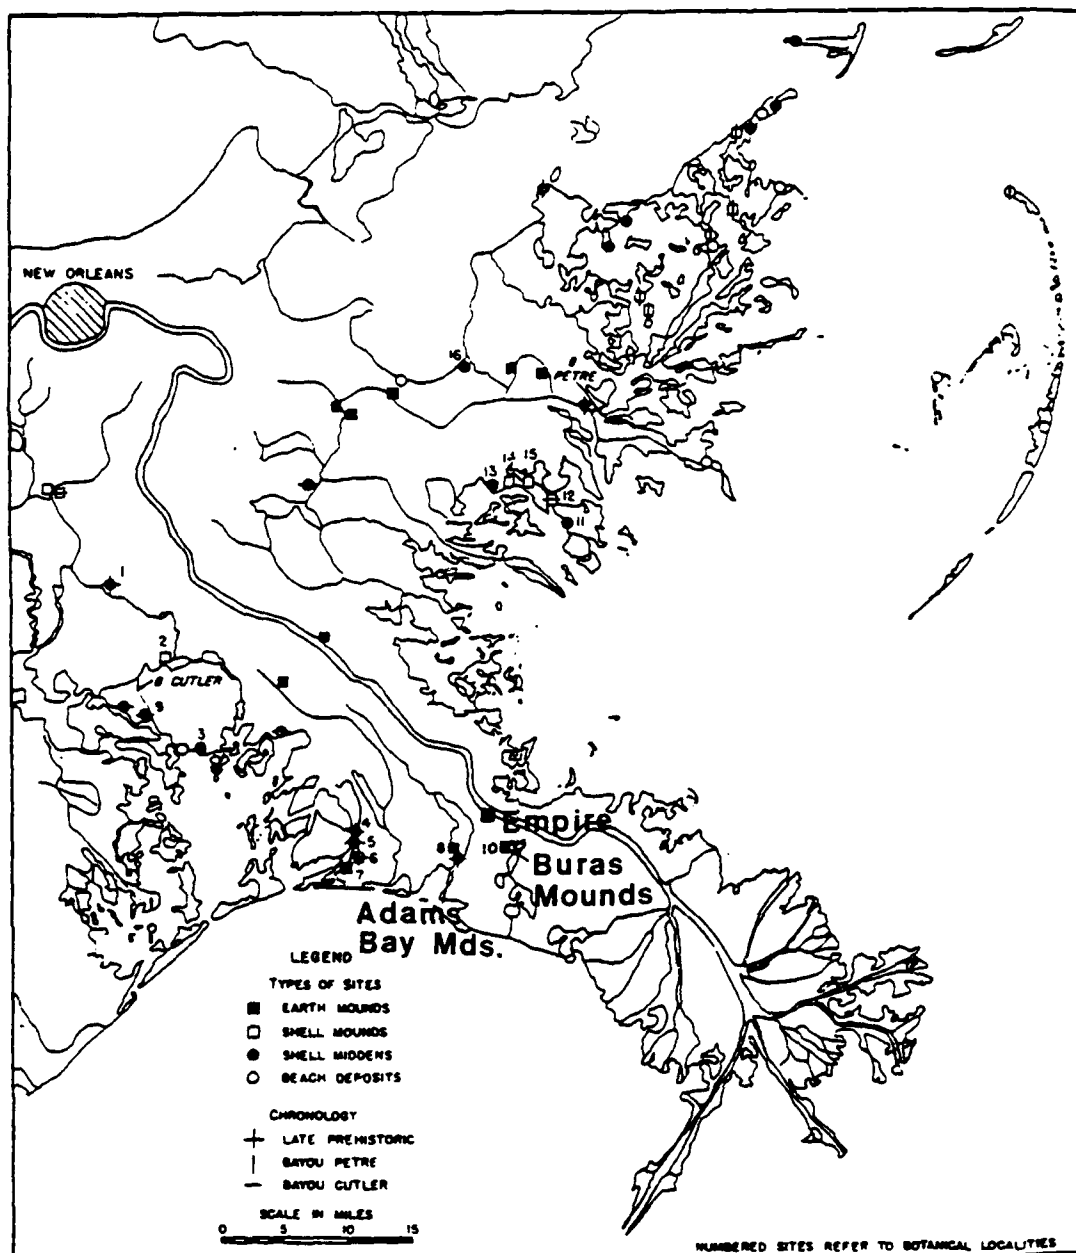 NEW ORLEANS
16
B
PETRE
13
14
15
12
11
1
2
B CUTLER
9
3
4
5
6
7
8
10
Empire
Buras
Mounds
Adams
Bay Mds.
LEGEND
TYPES OF SITES
EARTH MOUNDS
SHELL MOUNDS
SHELL MIDDENS
BEACH DEPOSITS
CHRONOLOGY
LATE PREHISTORIC
BAYOU PETRE
BAYOU CUTLER
SCALE IN MILES
0 5 10 15
NUMBERED SITES REFER TO BOTANICAL LOCALITIES